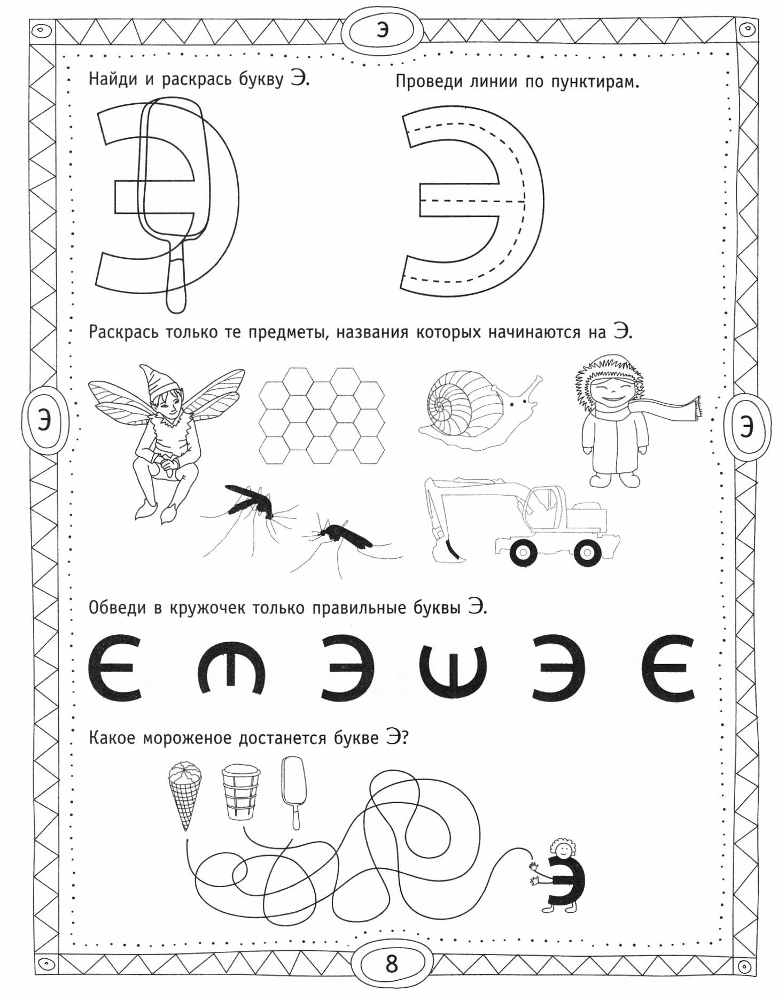 Э
Найди и раскрась букву Э.
Проведи линии по пунктирам.
Э
Э
Раскрась только те предметы, названия которых начинаются на Э.
Э
Э
Обведи в кружочек только правильные буквы Э.
Є Э Э Э Э Є
Какое мороженое достанется букве Э?
Э
8